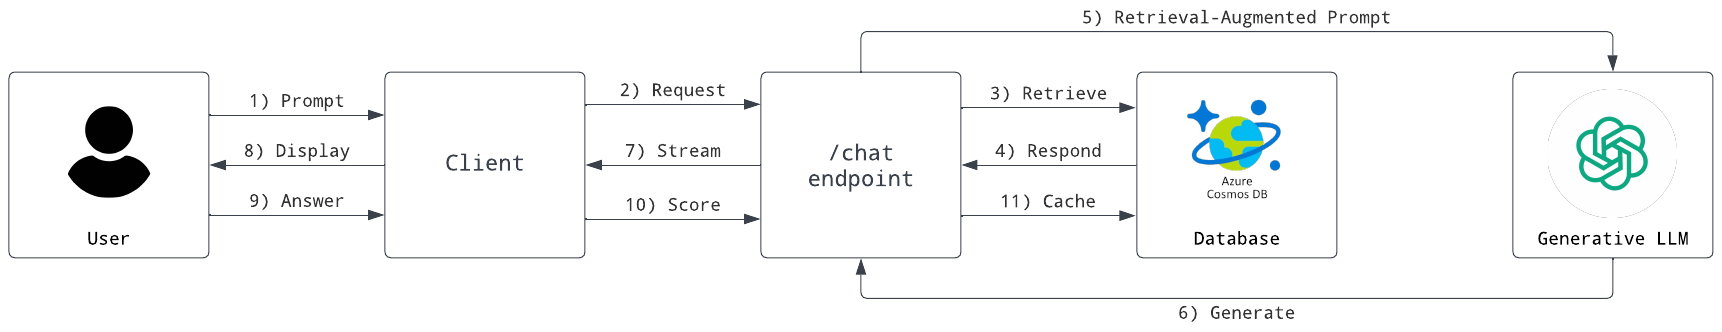 5) Retrieval-Augmented Prompt
1) Prompt
2) Request
3) Retrieve
8) Display
7) Stream
4) Respond
9) Answer
10) Score
11) Cache
Client
/chat
endpoint
Azure
Cosmos DB
User
Database
Generative LLM
6) Generate